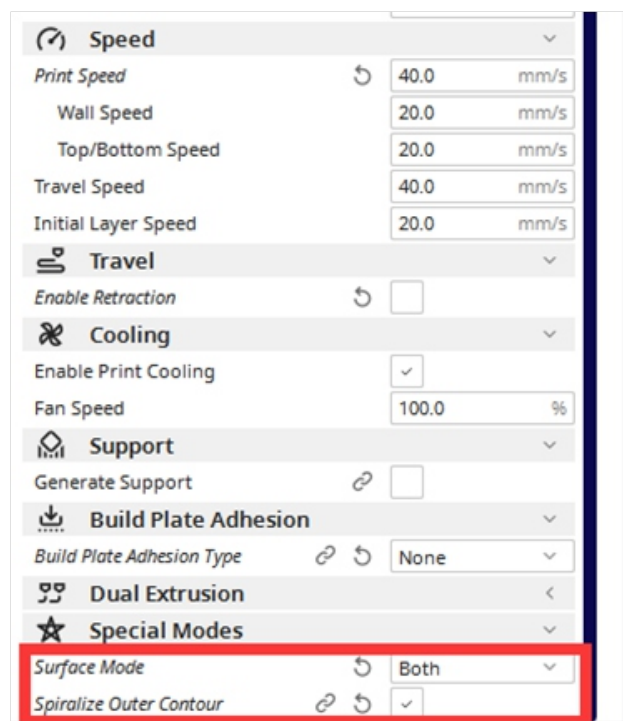 Speed
Print Speed 40.0 mm/s
Wall Speed 20.0 mm/s
Top/Bottom Speed 20.0 mm/s
Travel Speed 40.0 mm/s
Initial Layer Speed 20.0 mm/s
Travel
Enable Retraction
Cooling
Enable Print Cooling
Fan Speed 100.0 %
Support
Generate Support
Build Plate Adhesion
Build Plate Adhesion Type None
Dual Extrusion
Special Modes
Surface Mode Both
Spiralize Outer Contour